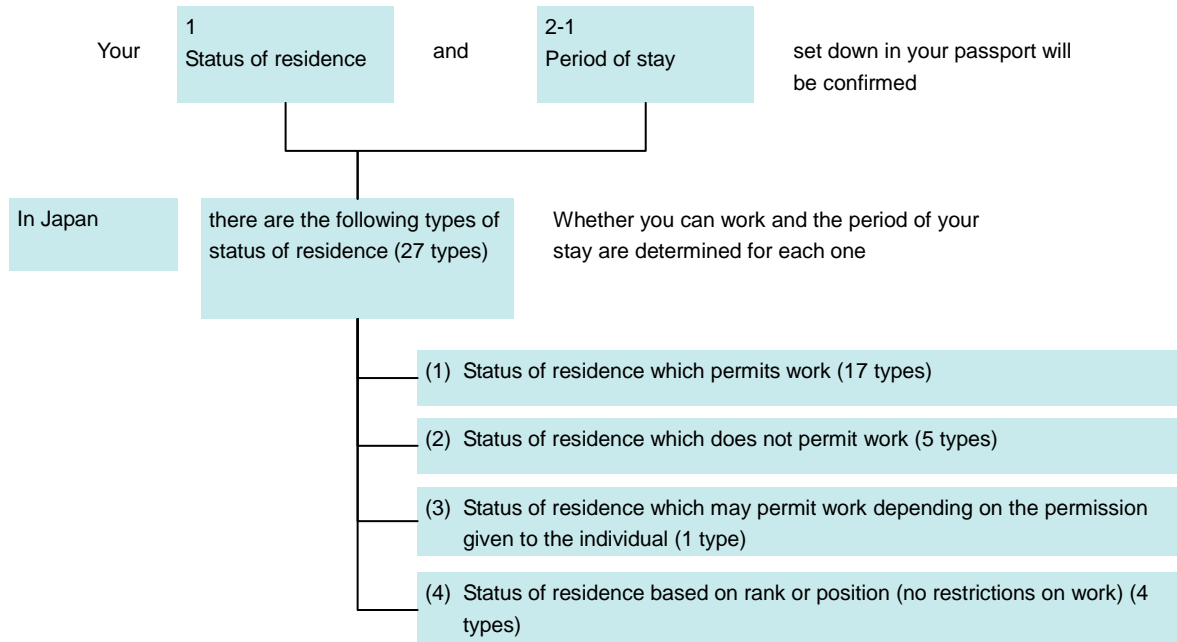 Your
1
Status of residence
and
2-1
Period of stay
set down in your passport will
be confirmed
In Japan
there are the following types of
status of residence (27 types)
Whether you can work and the period of your
stay are determined for each one
(1) Status of residence which permits work (17 types)
(2) Status of residence which does not permit work (5 types)
(3) Status of residence which may permit work depending on the permission
given to the individual (1 type)
(4) Status of residence based on rank or position (no restrictions on work) (4
types)